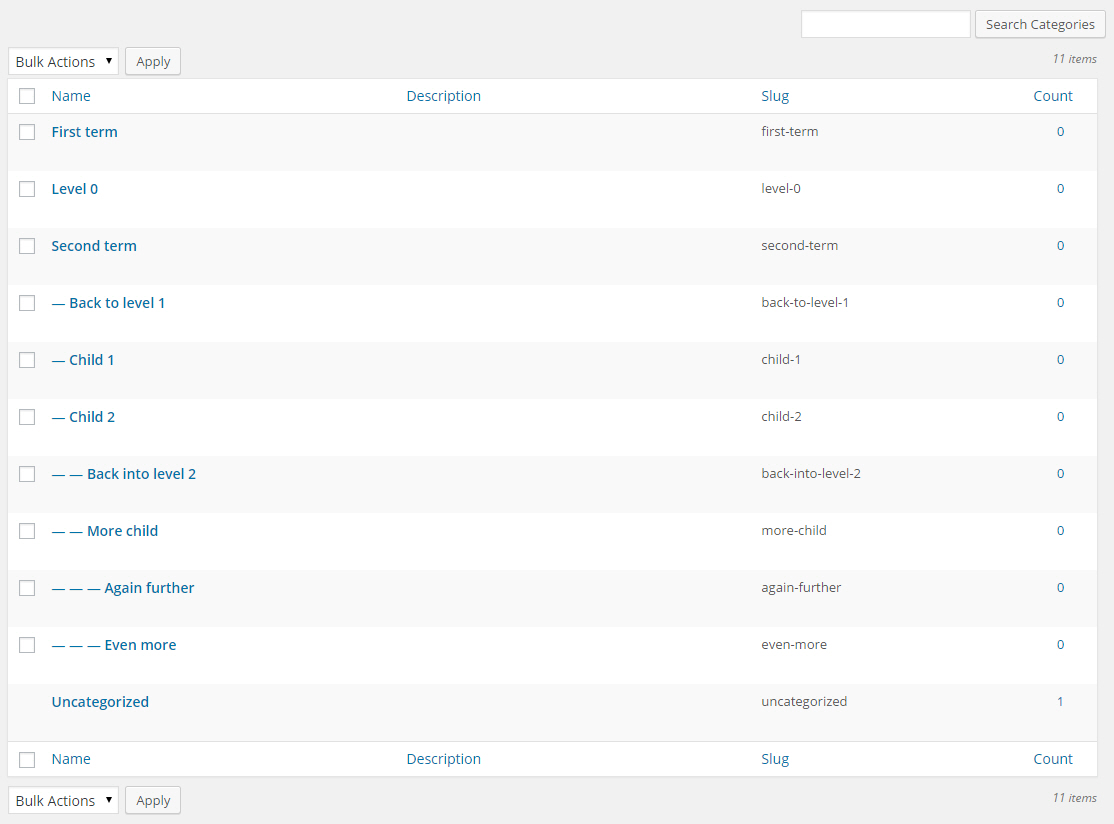 Search Categories
Bulk Actions Apply 11 items
Name Description Slug Count
First term first-term 0
Level 0 level-0 0
Second term second-term 0
— Back to level 1 back-to-level-1 0
— Child 1 child-1 0
— Child 2 child-2 0
— — Back into level 2 back-into-level-2 0
— — More child more-child 0
— — — Again further again-further 0
— — — Even more even-more 0
Uncategorized uncategorized 1
Name Description Slug Count
Bulk Actions Apply 11 items